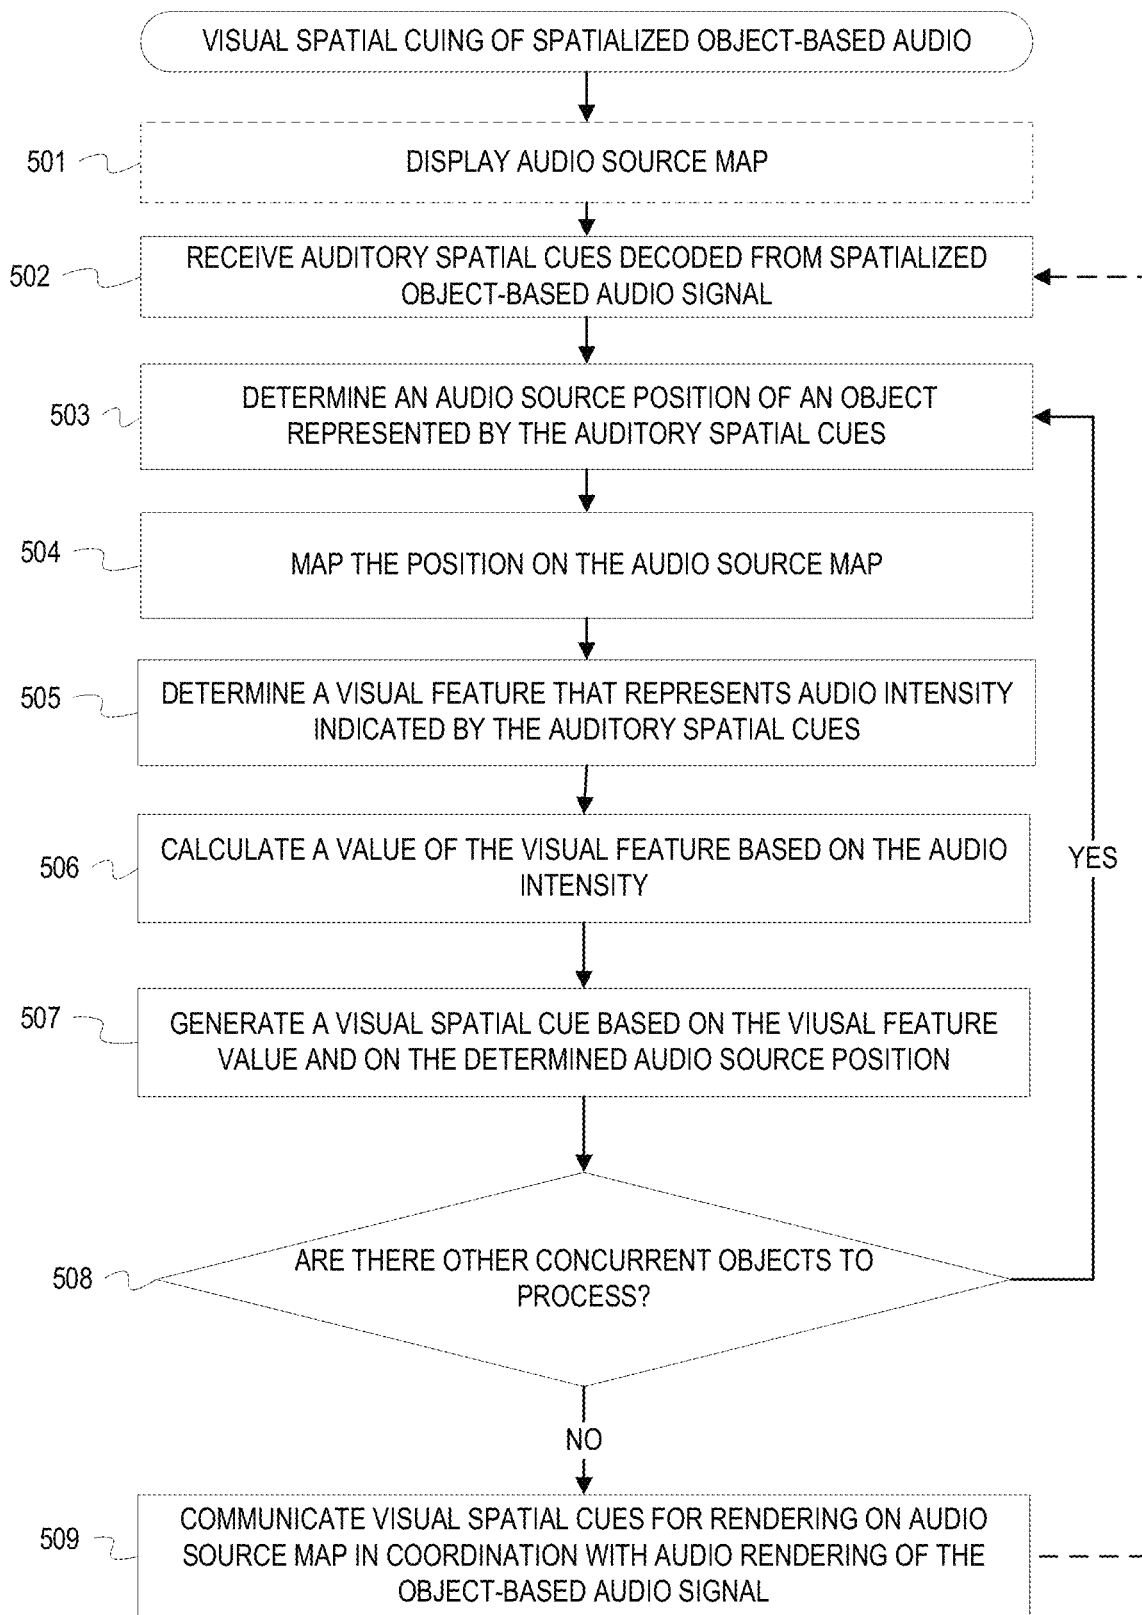 VISUAL SPATIAL CUING OF SPATIALIZED OBJECT-BASED AUDIO
501
DISPLAY AUDIO SOURCE MAP
502
RECEIVE AUDITORY SPATIAL CUES DECODED FROM SPATIALIZED
OBJECT-BASED AUDIO SIGNAL
503
DETERMINE AN AUDIO SOURCE POSITION OF AN OBJECT
REPRESENTED BY THE AUDITORY SPATIAL CUES
504
MAP THE POSITION ON THE AUDIO SOURCE MAP
505
DETERMINE A VISUAL FEATURE THAT REPRESENTS AUDIO INTENSITY
INDICATED BY THE AUDITORY SPATIAL CUES
506
CALCULATE A VALUE OF THE VISUAL FEATURE BASED ON THE AUDIO
INTENSITY
YES
507
GENERATE A VISUAL SPATIAL CUE BASED ON THE VIUSAL FEATURE
VALUE AND ON THE DETERMINED AUDIO SOURCE POSITION
508
ARE THERE OTHER CONCURRENT OBJECTS TO
PROCESS?
NO
509
COMMUNICATE VISUAL SPATIAL CUES FOR RENDERING ON AUDIO
SOURCE MAP IN COORDINATION WITH AUDIO RENDERING OF THE
OBJECT-BASED AUDIO SIGNAL